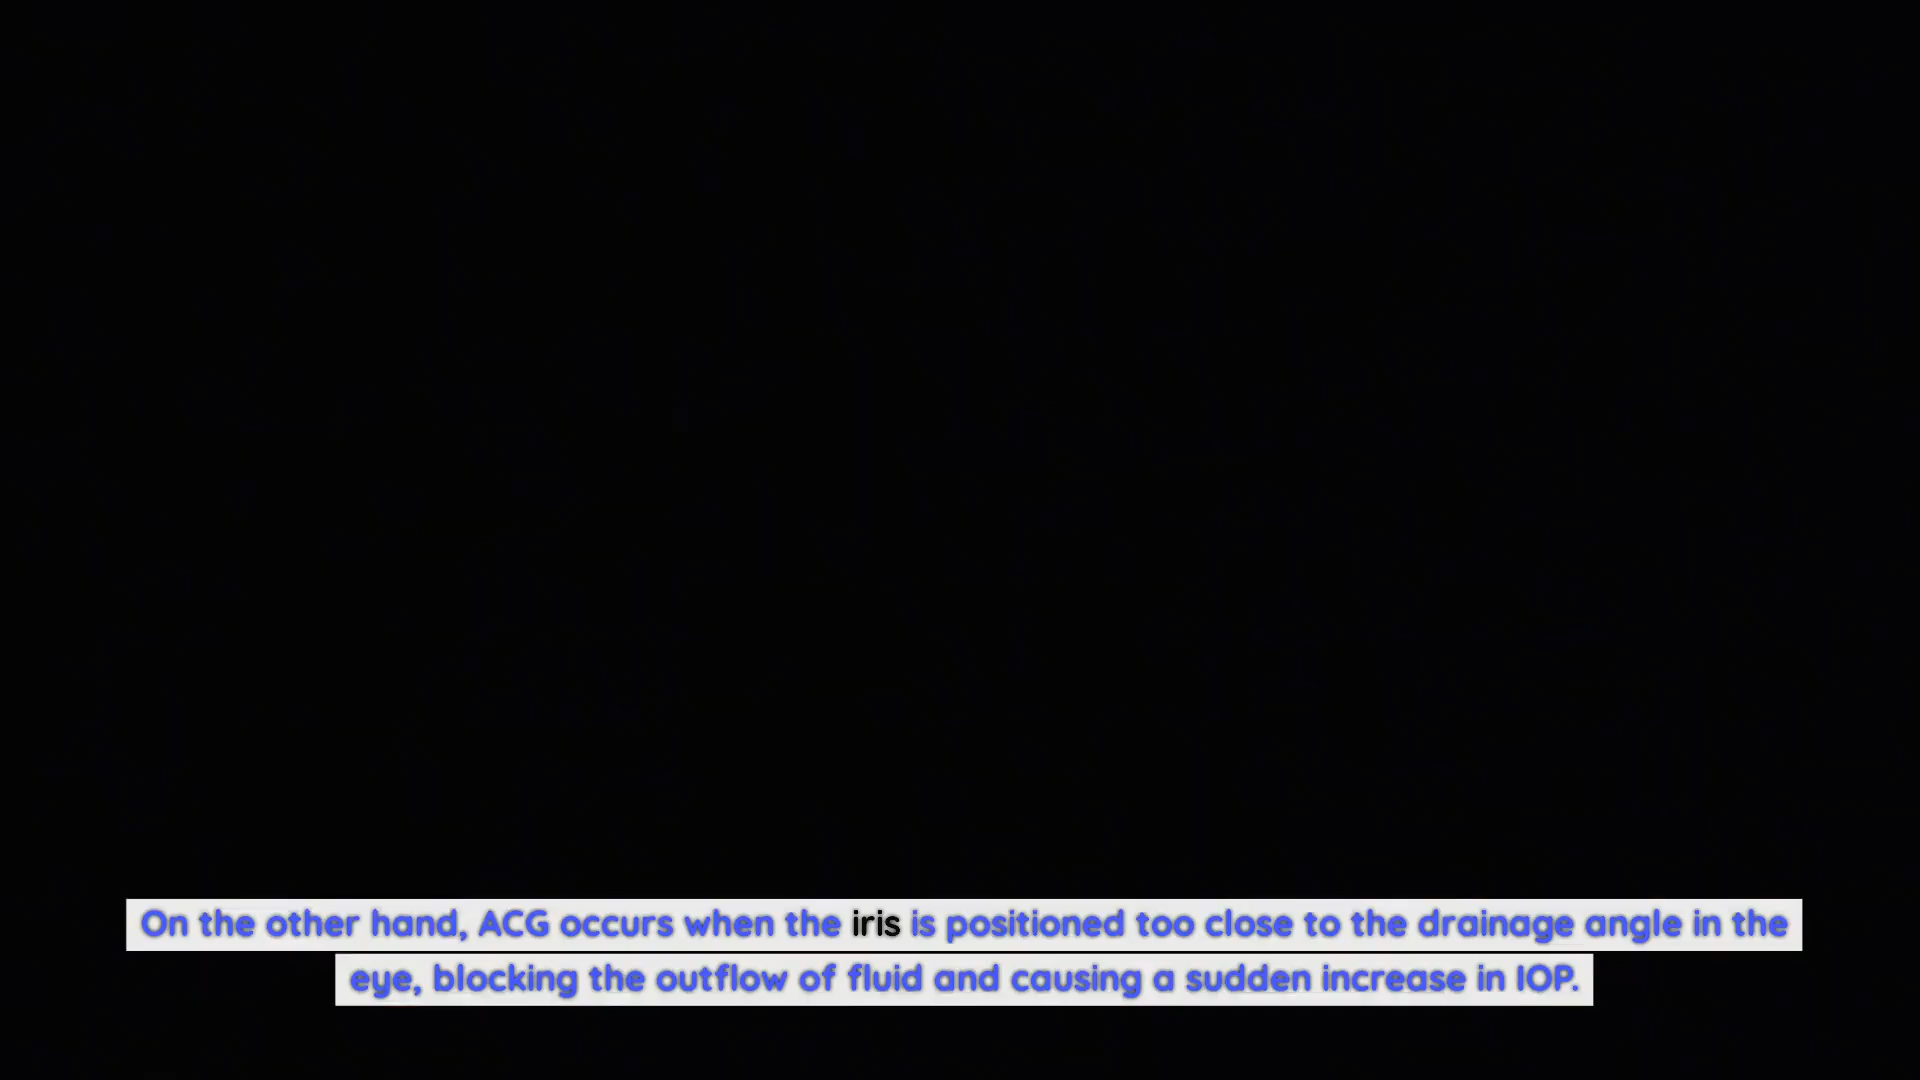 On the other hand, ACG occurs when the iris is positioned too close to the drainage angle in the
eye, blocking the outflow of fluid and causing a sudden increase in IOP.